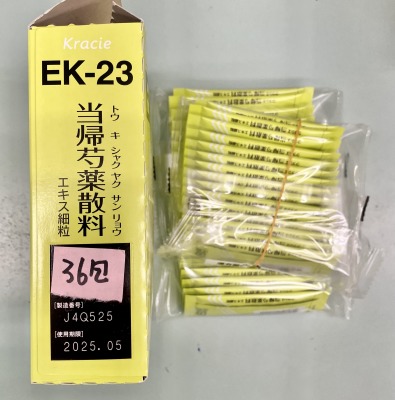 Kracie
EK-23
トウ キ シャク ヤク サン リョウ
当帰芍薬散料
エキス細粒
36包
[製造番号]
J4Q525
[使用期限]
2025.05